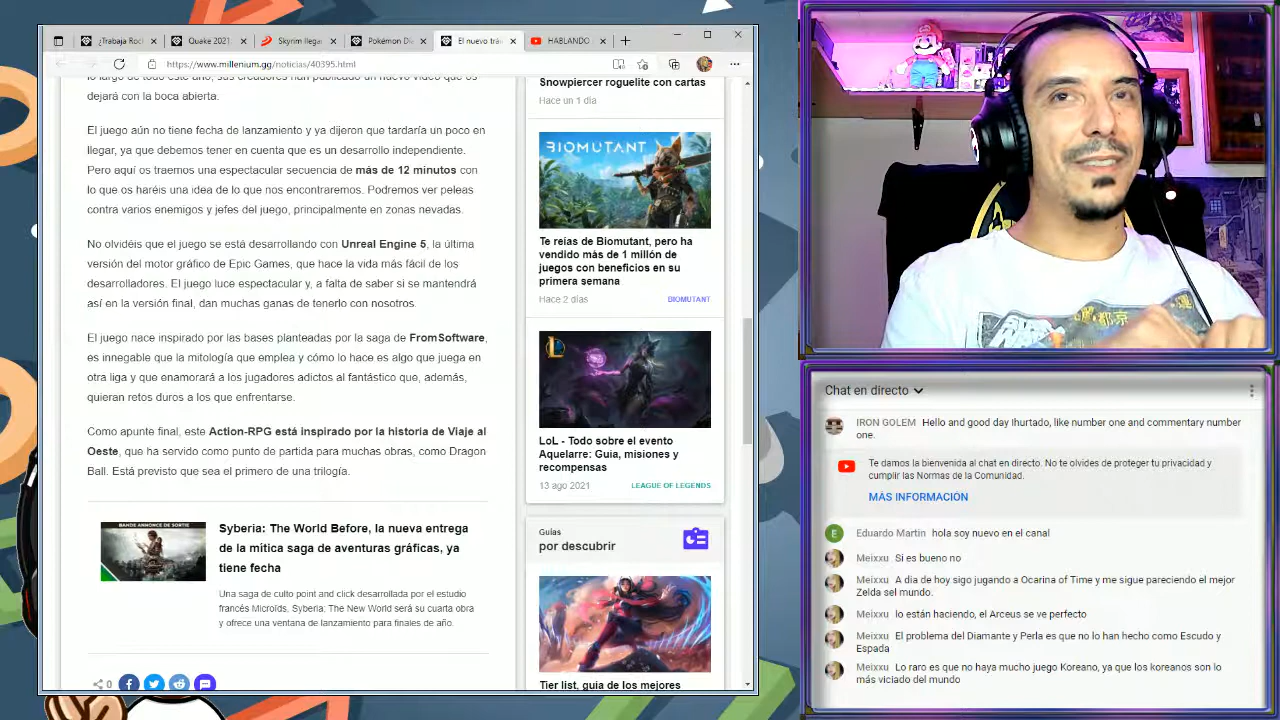 ¿Trabaja Rock
Quake 2023
Skyrim llega
Pokémon Dia
El nuevo trái
HABLANDO
https://www.millenium.gg/noticias/40395.html
dejará con la boca abierta.
El juego aún no tiene fecha de lanzamiento y ya dijeron que tardaría un poco en
llegar, ya que debemos tener en cuenta que es un desarrollo independiente.
Pero aquí os traemos una espectacular secuencia de más de 12 minutos con
lo que os haréis una idea de lo que nos encontraremos. Podremos ver peleas
contra varios enemigos y jefes del juego, principalmente en zonas nevadas.
No olvidéis que el juego se está desarrollando con Unreal Engine 5, la última
versión del motor gráfico de Epic Games, que hace la vida más fácil de los
desarrolladores. El juego luce espectacular y, a falta de saber si se mantendrá
así en la versión final, dan muchas ganas de tenerlo con nosotros.
El juego nace inspirado por las bases planteadas por la saga de FromSoftware,
es innegable que la mitología que emplea y cómo lo hace es algo que juega en
otra liga y que enamorará a los jugadores adictos al fantástico que, además,
quieran retos duros a los que enfrentarse.
Como apunte final, este Action-RPG está inspirado por la historia de Viaje al
Oeste, que ha servido como punto de partida para muchas obras, como Dragon
Ball. Está previsto que sea el primero de una trilogía.
BANDE ANNONCE DE SORTIE
Syberia: The World Before, la nueva entrega
de la mítica saga de aventuras gráficas, ya
tiene fecha
Una saga de culto point and click desarrollada por el estudio
francés Microïds, Syberia: The New World será su cuarta obra
y ofrece una ventana de lanzamiento para finales de año.
0
Snowpiercer roguelite con cartas
Hace un 1 día
BIOMUTANT
Te reías de Biomutant, pero ha
vendido más de 1 millón de
juegos con beneficios en su
primera semana
Hace 2 días
BIOMUTANT
LoL - Todo sobre el evento
Aquelarre: Guía, misiones y
recompensas
13 ago 2021
LEAGUE OF LEGENDS
Guías
por descubrir
Tier list, guia de los mejores
Chat en directo
IRON GOLEM Hello and good day Ihurtado, like number one and commentary number
one.
Te damos la bienvenida al chat en directo. No te olvides de proteger tu privacidad y
cumplir las Normas de la Comunidad.
MÁS INFORMACIÓN
E
Eduardo Martin hola soy nuevo en el canal
Meixxu Si es bueno no
Meixxu A dia de hoy sigo jugando a Ocarina of Time y me sigue pareciendo el mejor
Zelda sel mundo.
Meixxu lo están haciendo, el Arceus se ve perfecto
Meixxu El problema del Diamante y Perla es que no lo han hecho como Escudo y
Espada
Meixxu Lo raro es que no haya mucho juego Koreano, ya que los koreanos son lo
más viciado del mundo